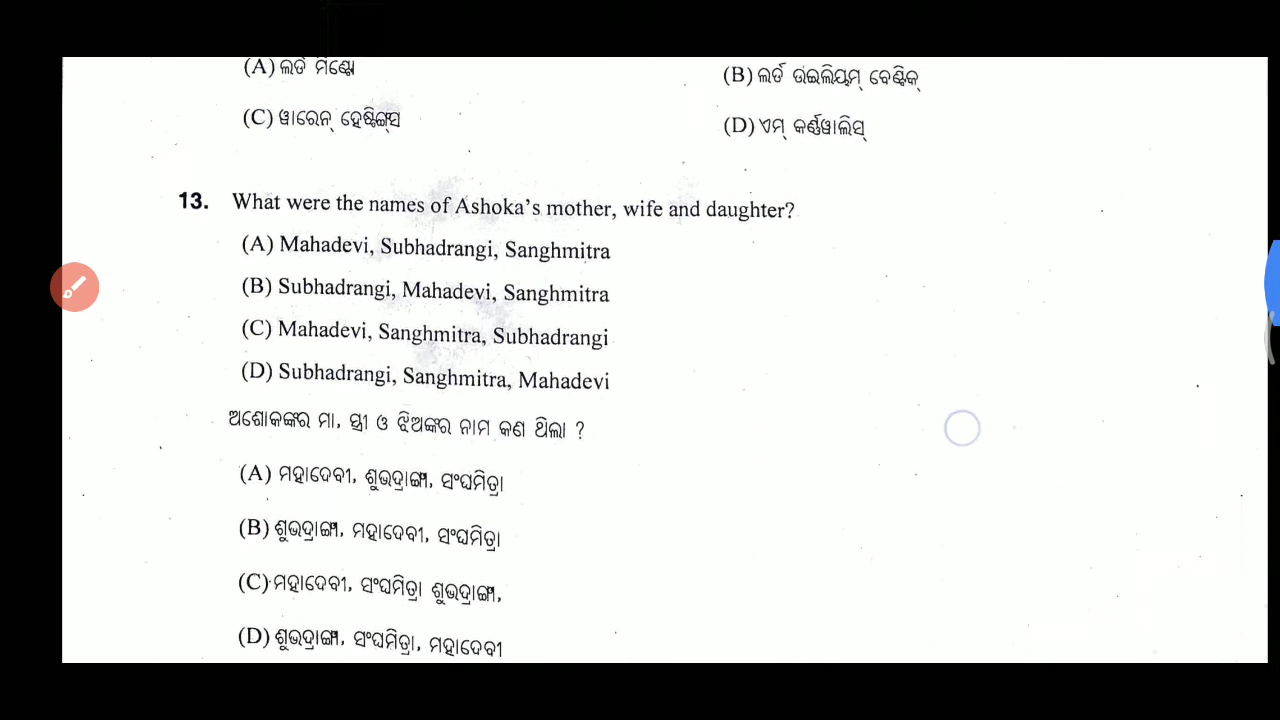 (A) ଲର୍ଡ ମିଣ୍ଟୋ
(B) ଲର୍ଡ ଉଇଲିୟମ୍ ବେଣ୍ଟିକ୍
(C) ୱାରେନ୍ ହେଷ୍ଟିଙ୍ଗ୍‌ସ
(D) ଏମ୍ କର୍ଣ୍ଣୱାଲିସ୍
13. What were the names of Ashoka's mother, wife and daughter?
(A) Mahadevi, Subhadrangi, Sanghmitra
(B) Subhadrangi, Mahadevi, Sanghmitra
(C) Mahadevi, Sanghmitra, Subhadrangi
(D) Subhadrangi, Sanghmitra, Mahadevi
ଅଶୋକଙ୍କର ମା, ସ୍ତ୍ରୀ ଓ ଝିଅଙ୍କର ନାମ କଣ ଥିଲା ?
(A) ମହାଦେବୀ, ଶୁଭଦ୍ରାଙ୍ଗୀ, ସଂଘମିତ୍ରା
(B) ଶୁଭଦ୍ରାଙ୍ଗୀ, ମହାଦେବୀ, ସଂଘମିତ୍ରା
(C) ମହାଦେବୀ, ସଂଘମିତ୍ରା ଶୁଭଦ୍ରାଙ୍ଗୀ,
(D) ଶୁଭଦ୍ରାଙ୍ଗୀ, ସଂଘମିତ୍ରା, ମହାଦେବୀ